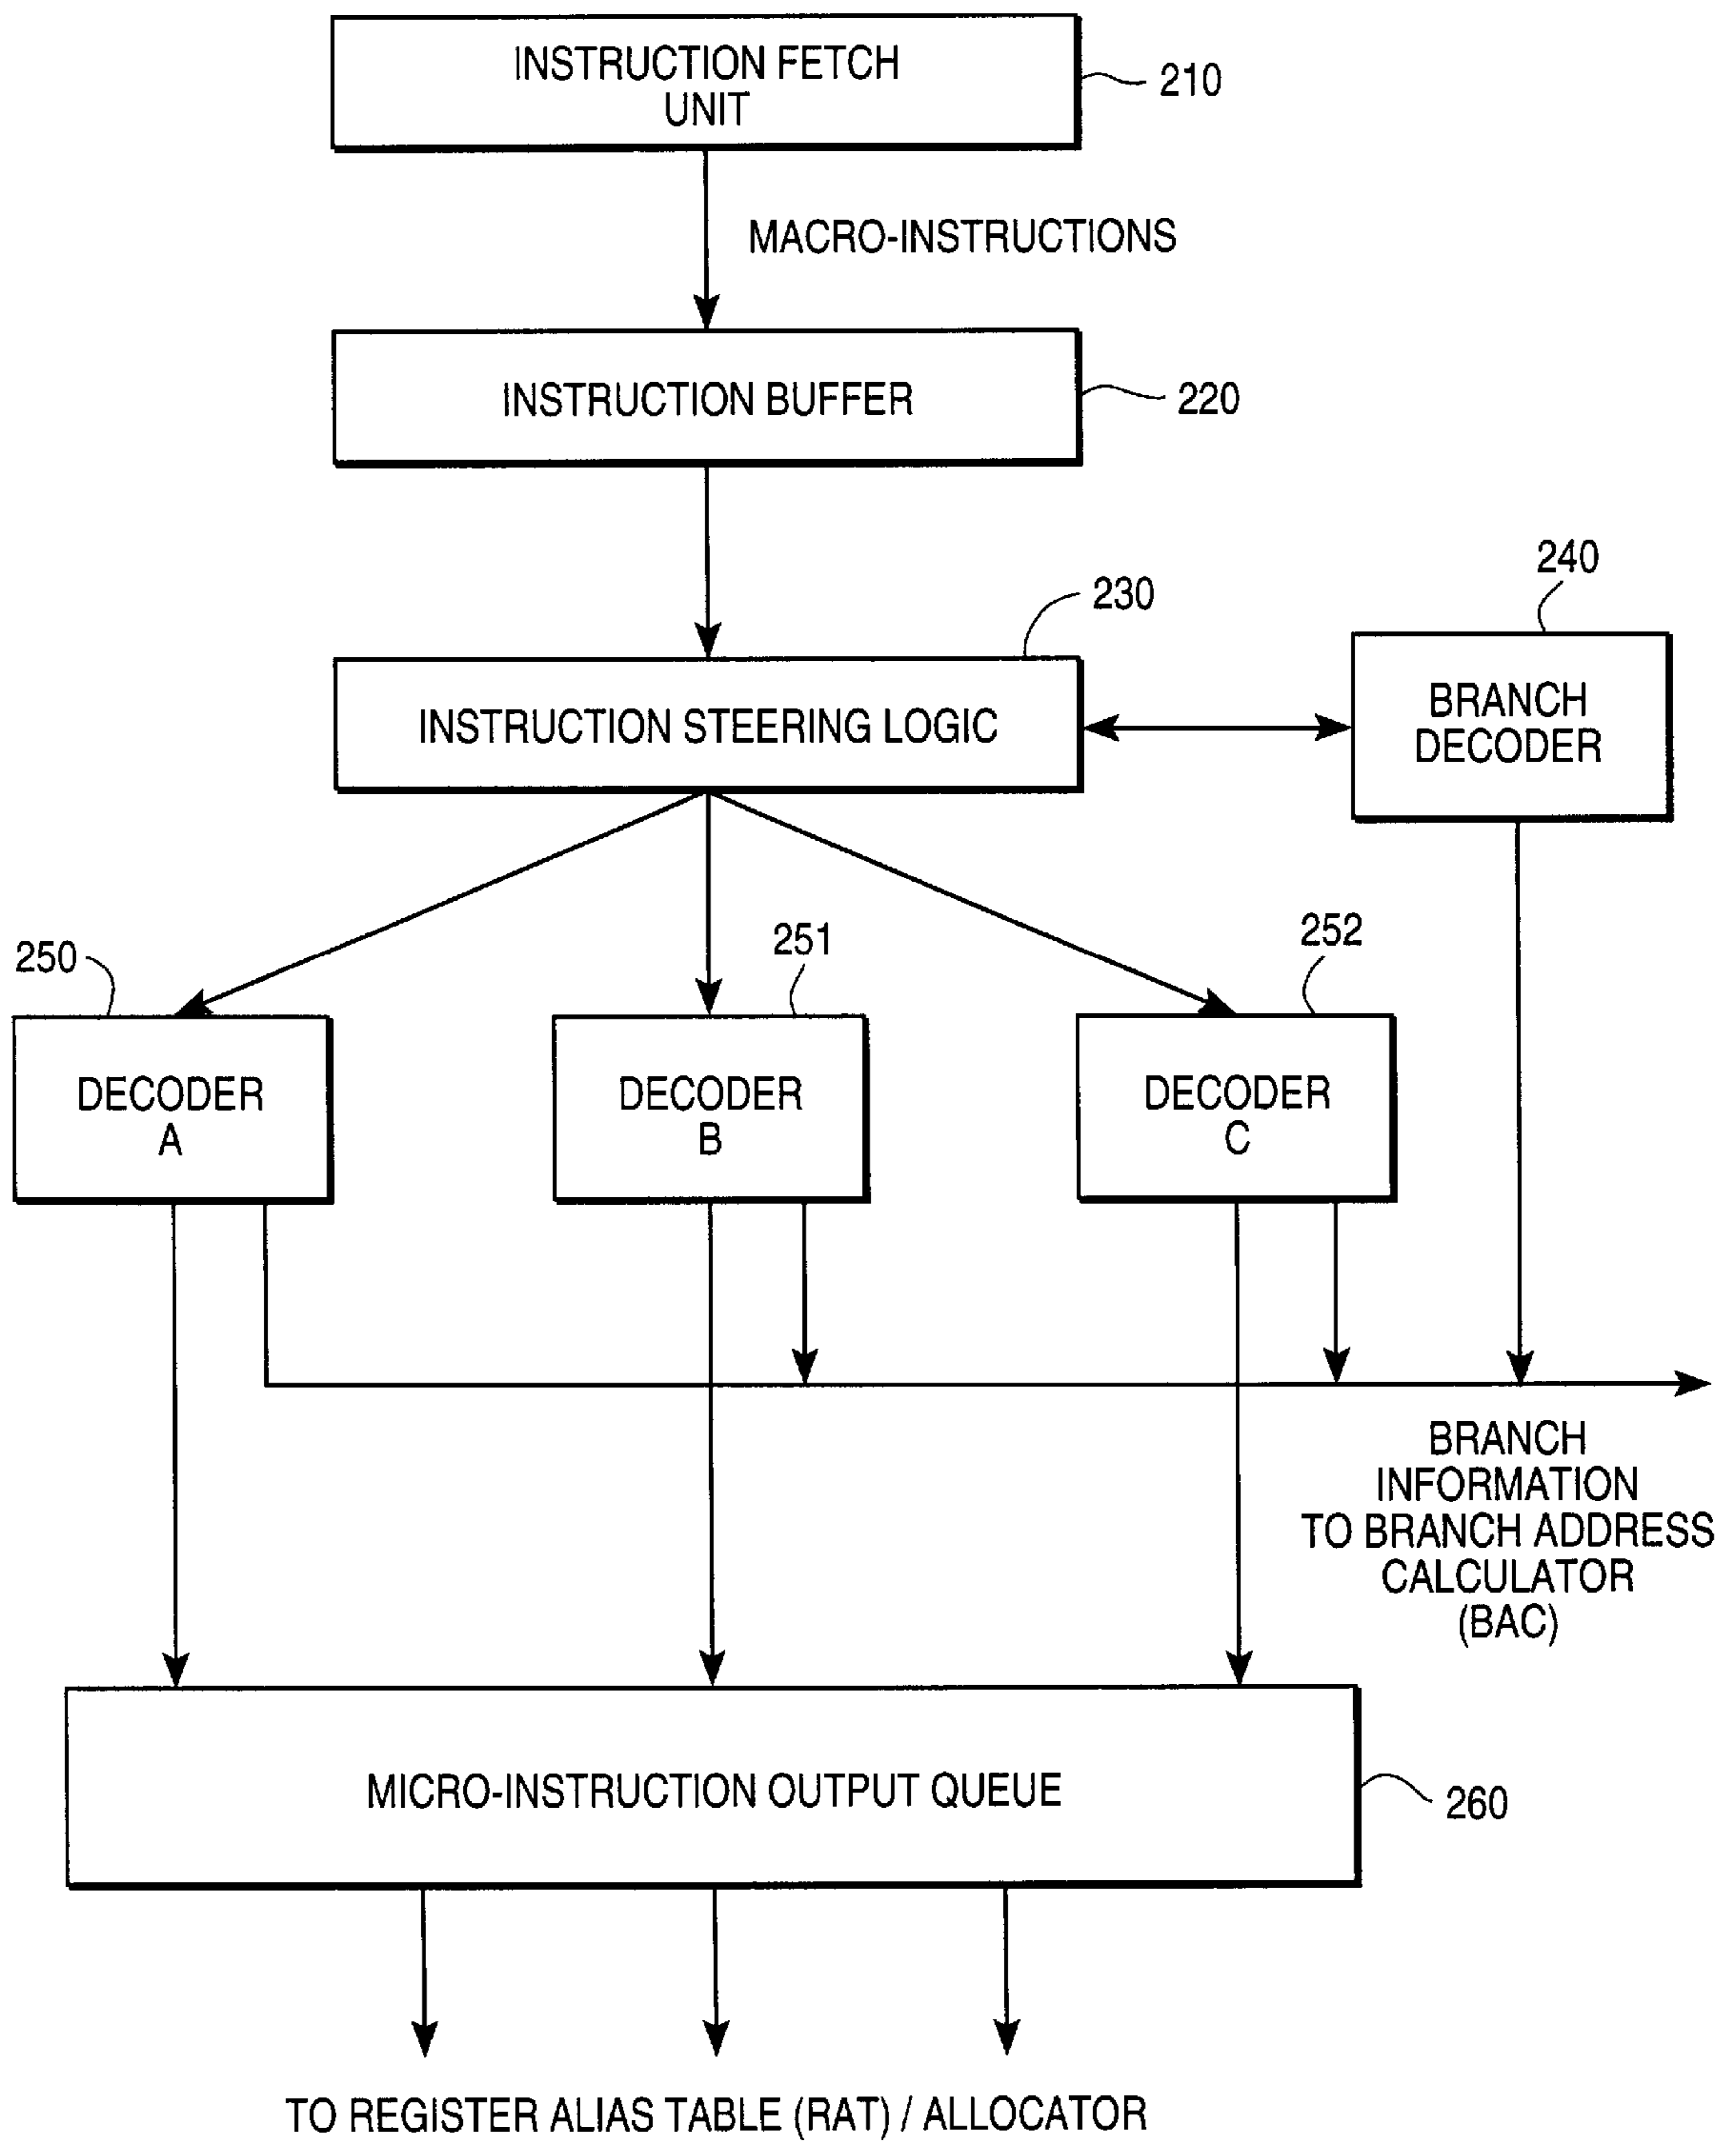 INSTRUCTION FETCH
UNIT
210
MACRO-INSTRUCTIONS
INSTRUCTION BUFFER
220
240
230
INSTRUCTION STEERING LOGIC
BRANCH
DECODER
250
251
252
DECODER
A
DECODER
B
DECODER
C
BRANCH
INFORMATION
TO BRANCH ADDRESS
CALCULATOR
(BAC)
MICRO-INSTRUCTION OUTPUT QUEUE
260
TO REGISTER ALIAS TABLE (RAT) / ALLOCATOR